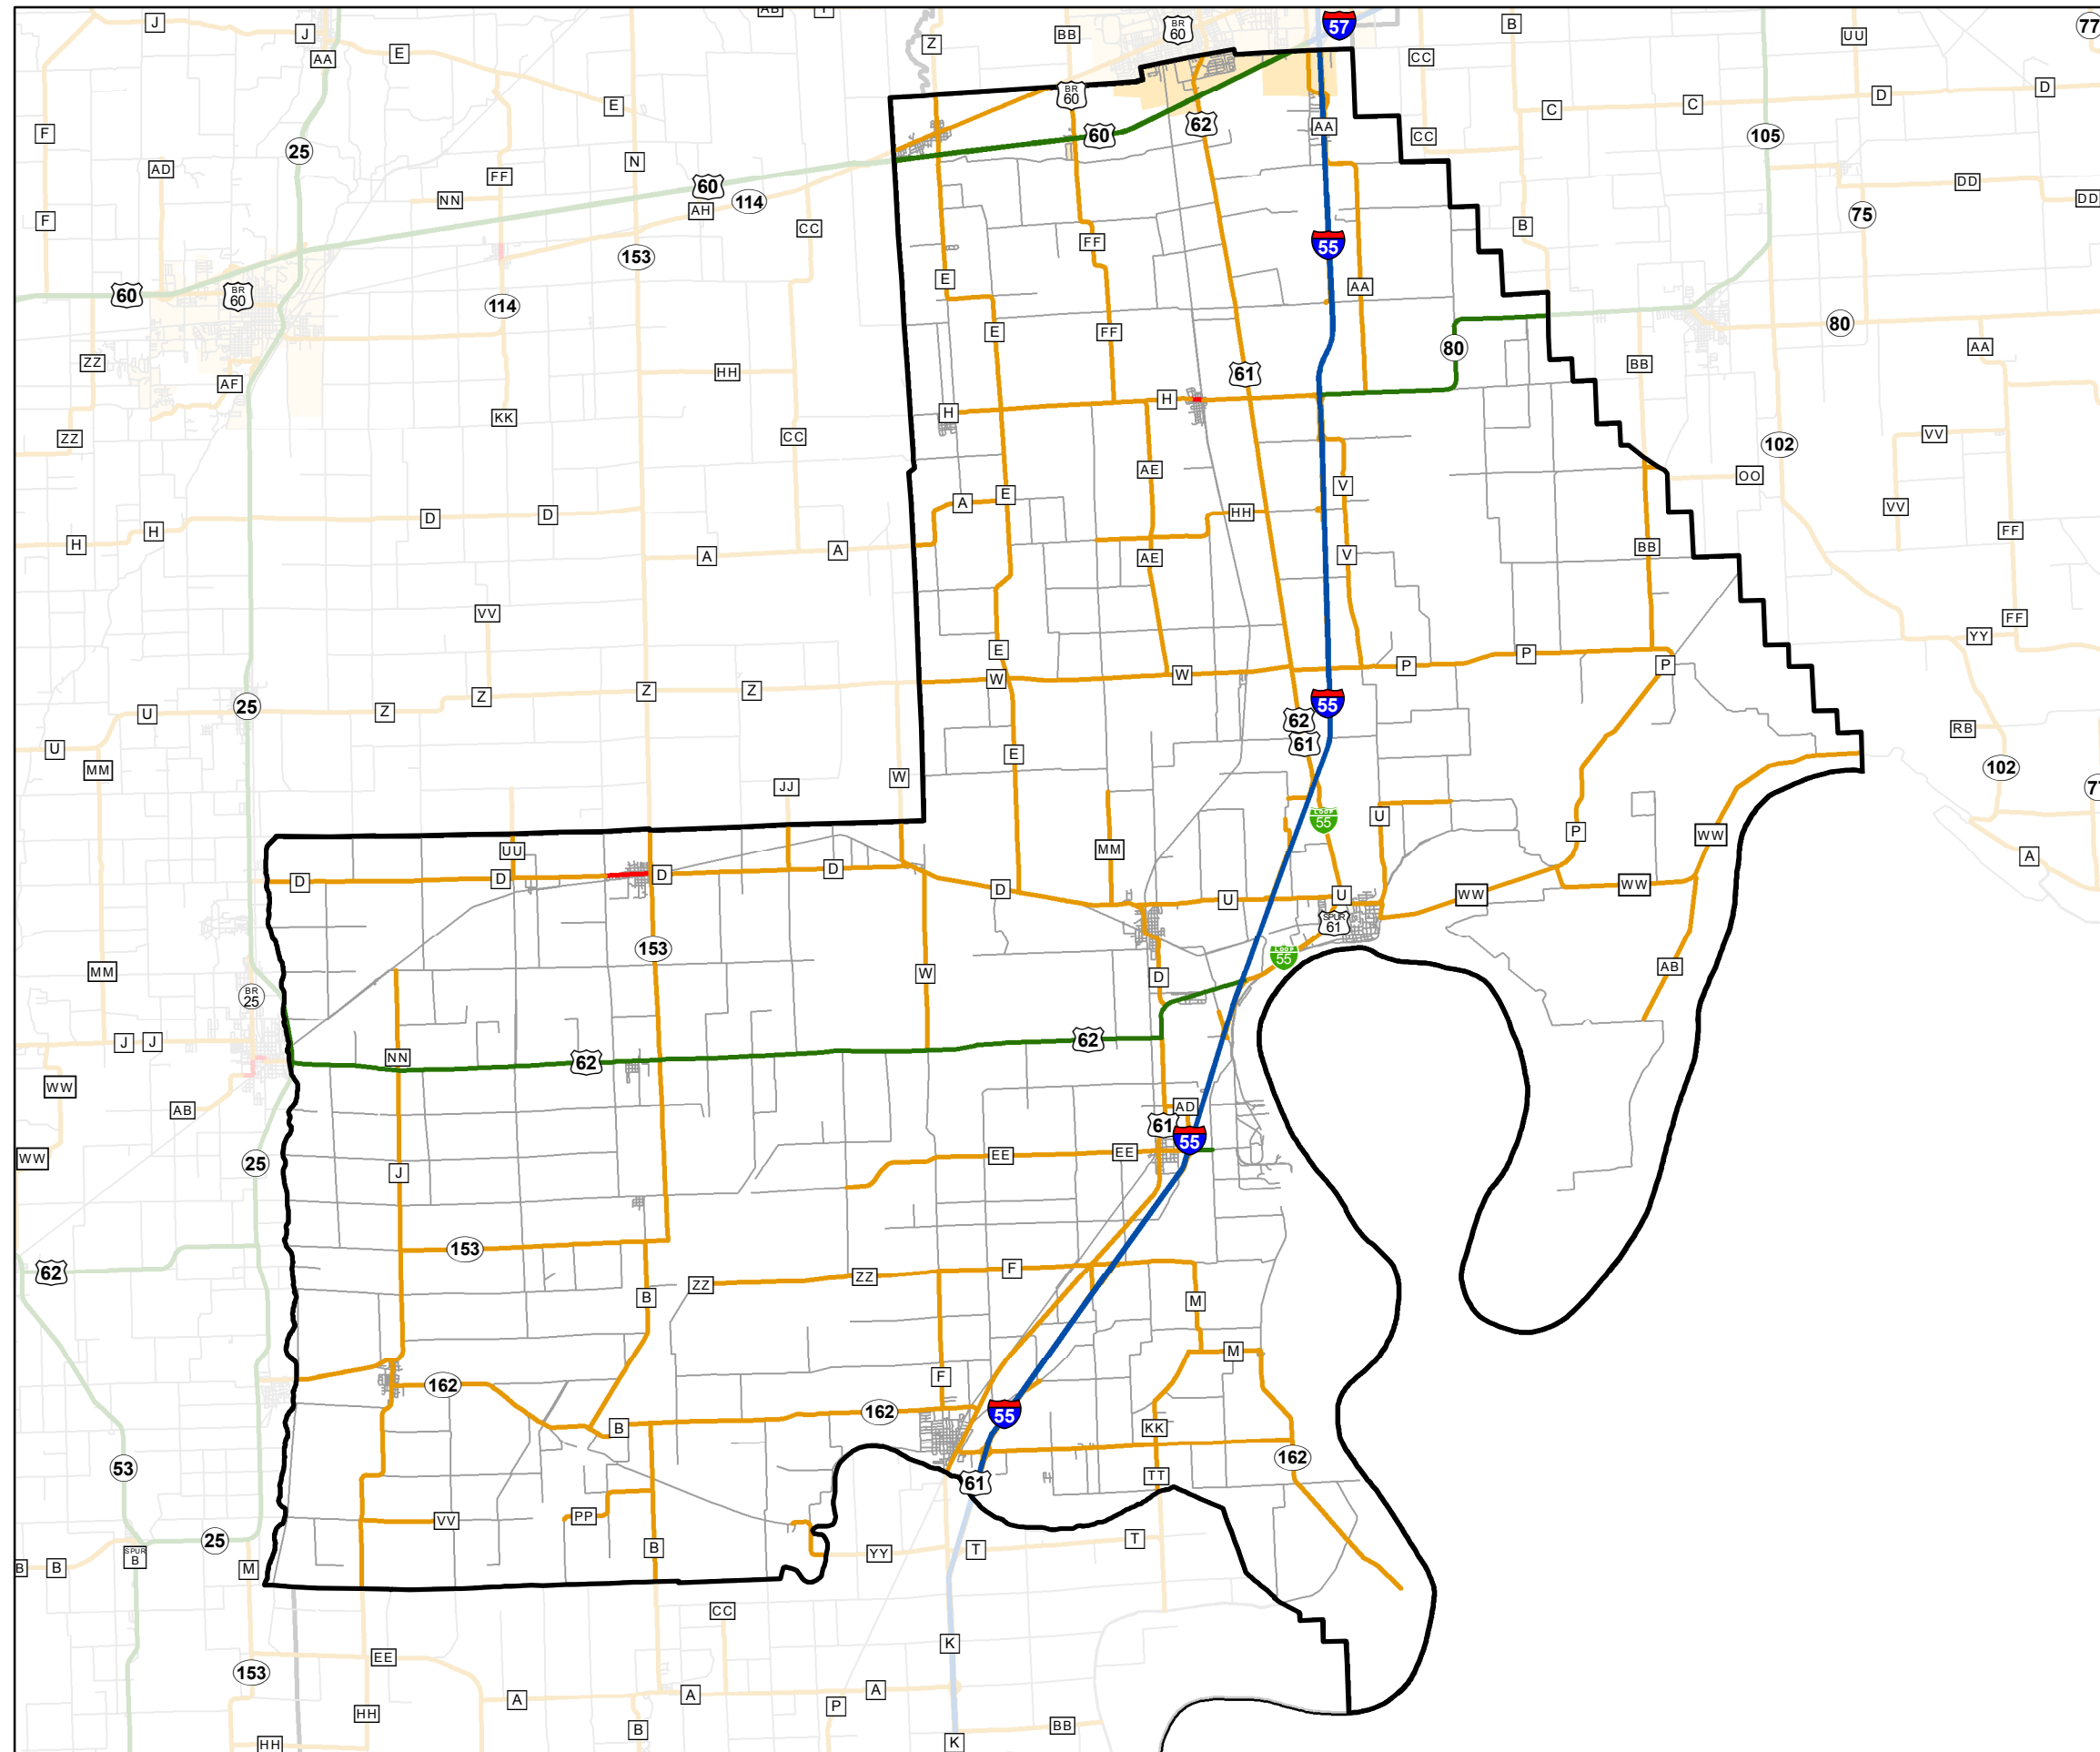 J
J
AA
E
Z
BB
BR
60
57
B
UU
77
CC
F
AD
25
FF
E
N
BR
60
60
62
AA
CC
C
C
D
D
105
F
NN
60
114
AH
CC
153
E
FF
55
AA
B
DD
DD
75
60
BR
60
114
E
FF
61
80
80
AA
ZZ
AF
HH
KK
H
H
BB
ZZ
CC
AE
V
VV
102
OO
H
H
D
D
A
A
A
E
AE
HH
V
BB
VV
FF
VV
E
W
W
P
P
P
FF
YY
U
MM
U
25
Z
Z
Z
Z
JJ
W
E
62
61
55
RB
102
77
LOOP
55
U
P
WW
A
UU
D
D
D
D
D
MM
U
U
WW
WW
SPUR
61
LOOP
55
153
MM
BR
25
W
D
AB
J
J
WW
AB
WW
25
NN
62
62
AD
61
55
EE
EE
J
62
153
B
ZZ
ZZ
F
M
M
162
F
162
55
B
KK
162
61
TT
53
25
SPUR
B
B
B
M
VV
PP
B
YY
T
T
CC
EE
153
HH
HH
A
B
A
P
A
K
K
BB